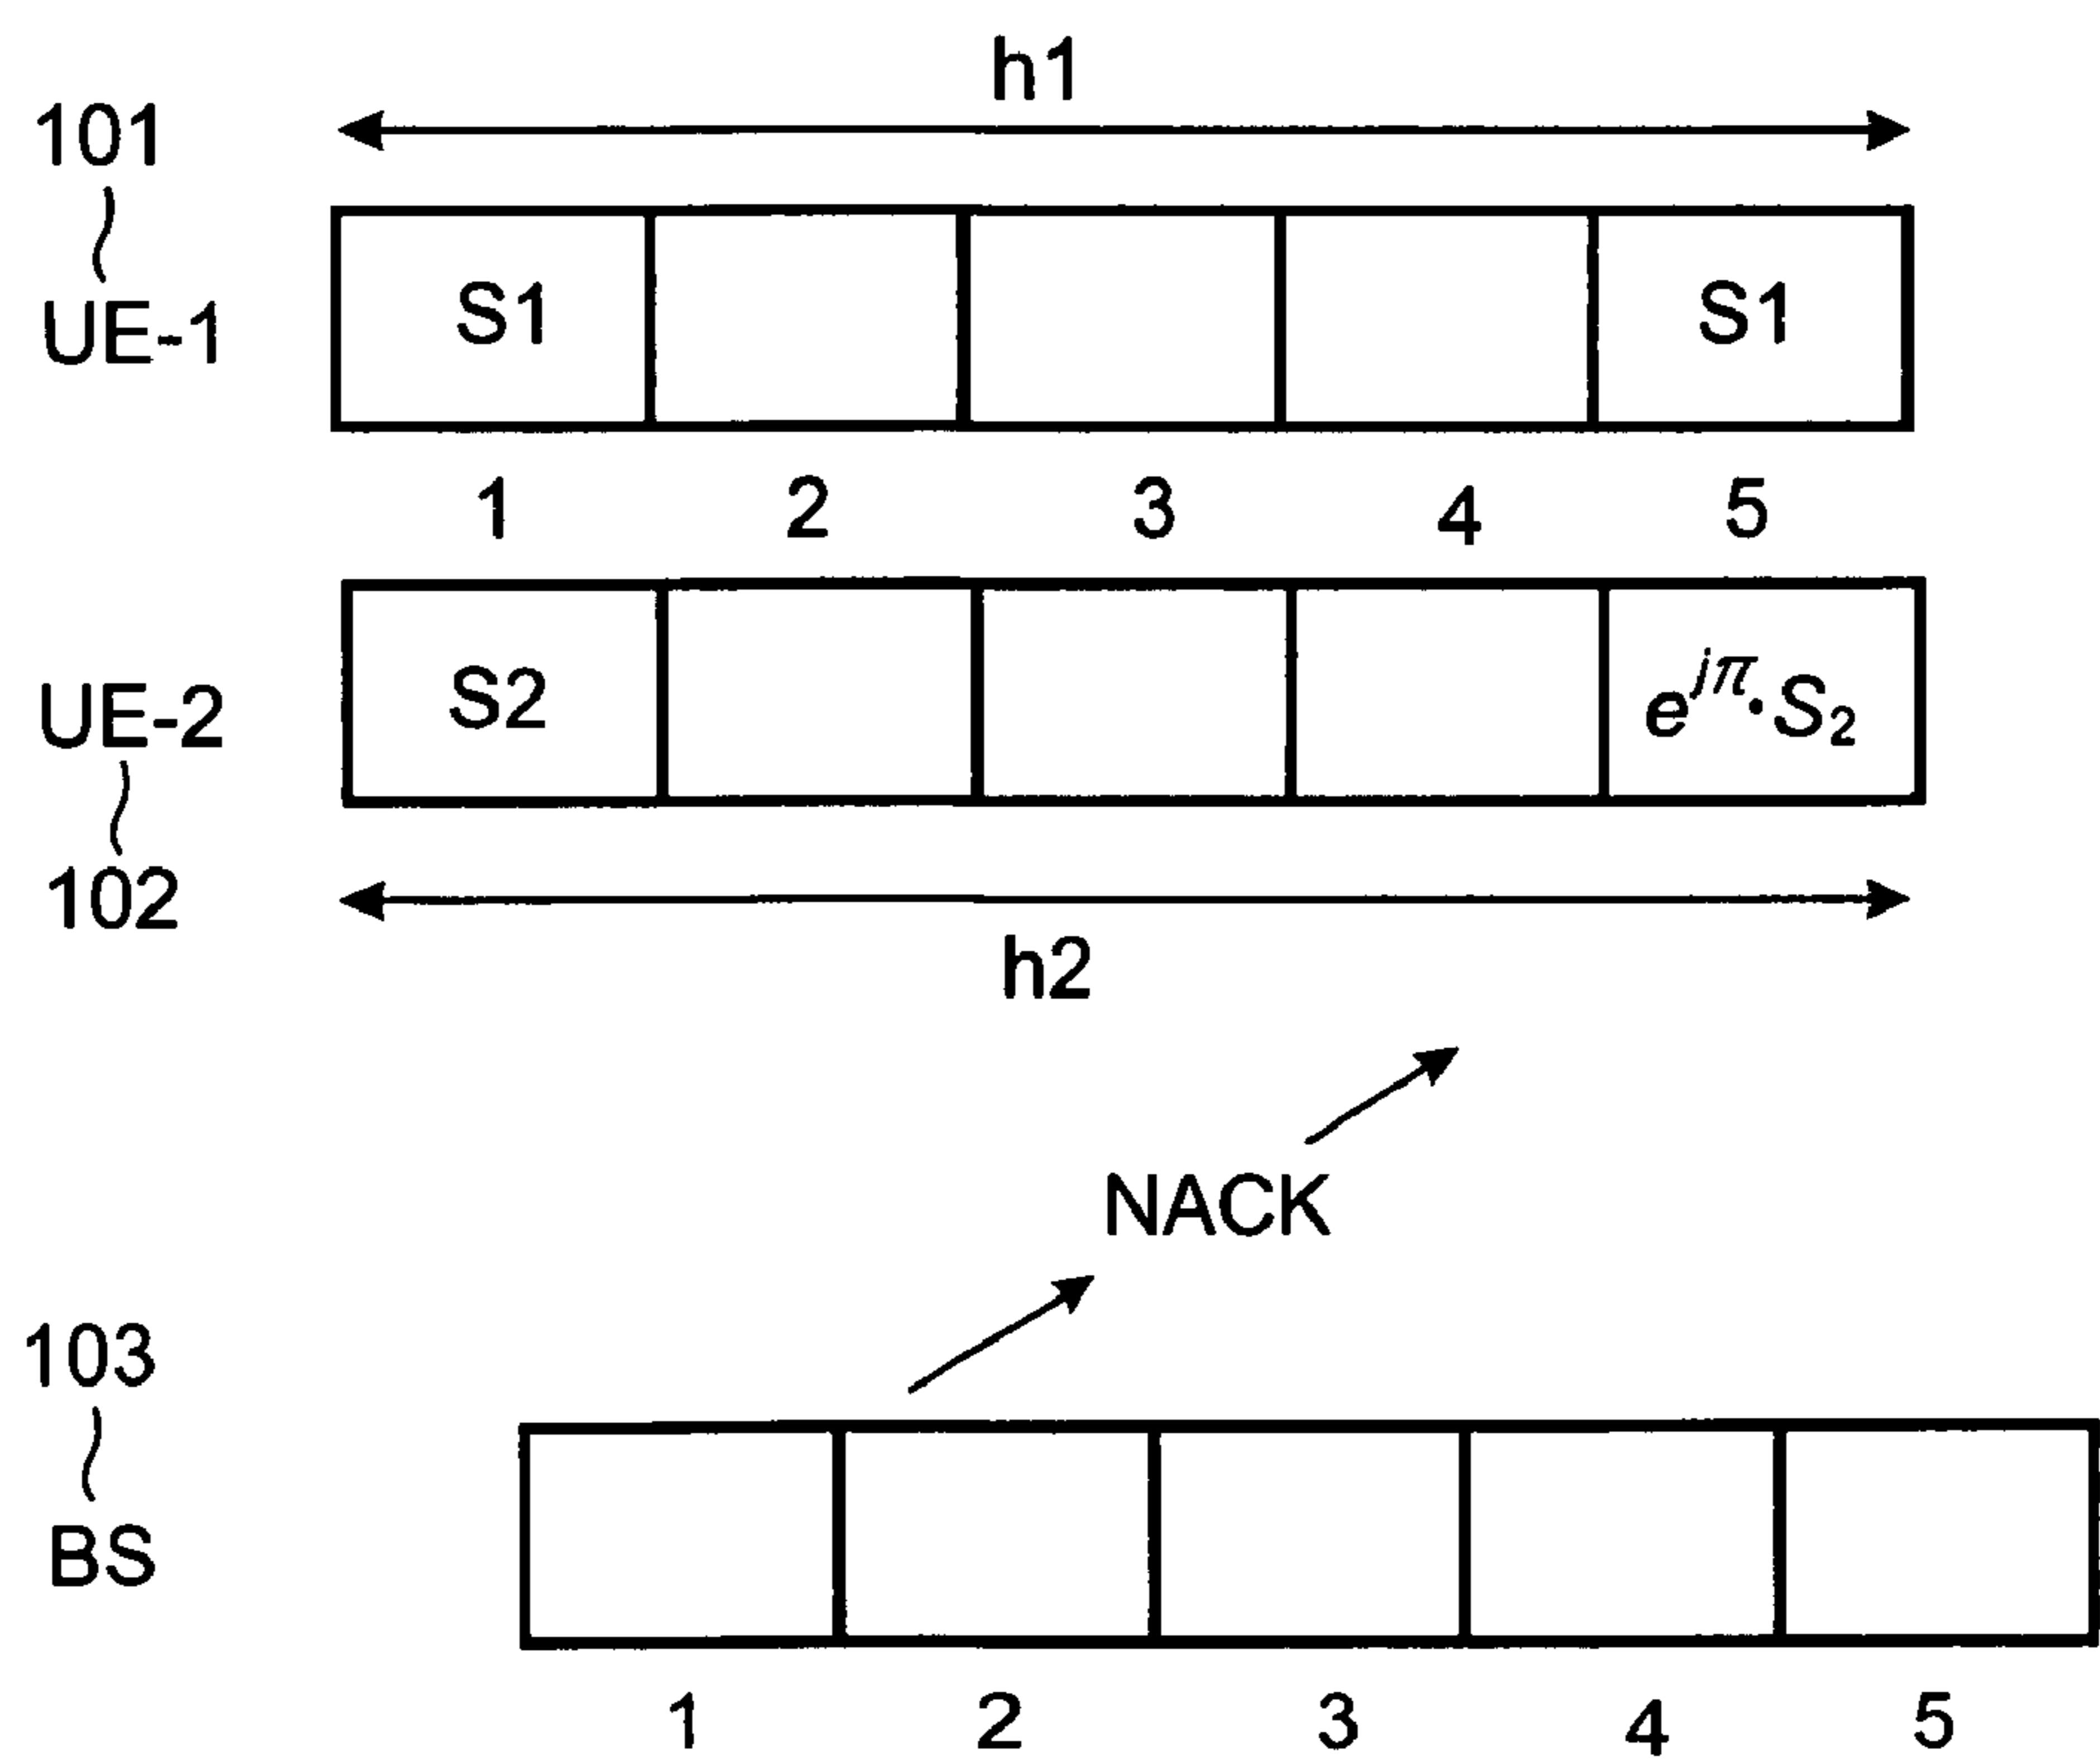 h1
101
UE-1
S1 S1
1 2 3 4 5
UE-2
S2 e^{jπ}·S₂
102
h2
NACK
103
BS
1 2 3 4 5